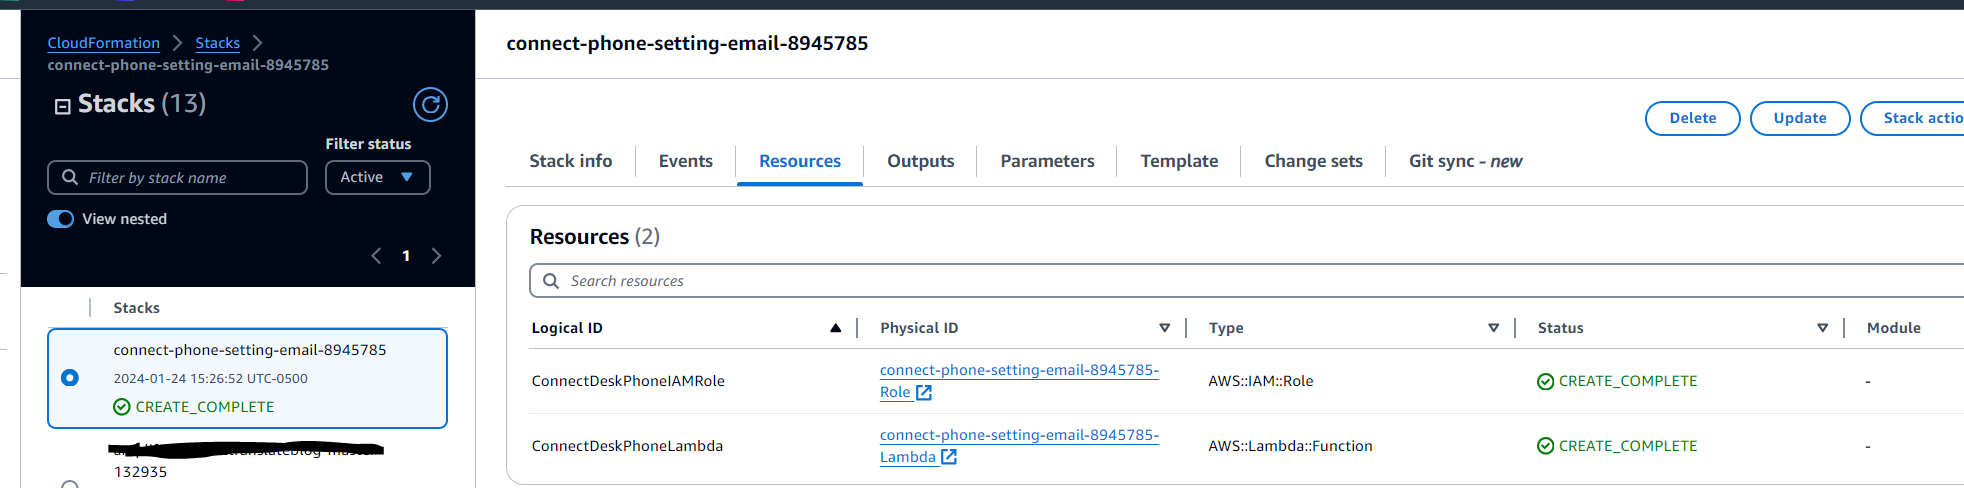 CloudFormation > Stacks >
connect-phone-setting-email-8945785
Stacks (13)
Filter status
Filter by stack name
Active
View nested
1
Stacks
connect-phone-setting-email-8945785
2024-01-24 15:26:52 UTC-0500
CREATE_COMPLETE
132935
connect-phone-setting-email-8945785
Delete
Update
Stack actio
Stack info
Events
Resources
Outputs
Parameters
Template
Change sets
Git sync - new
Resources (2)
Search resources
Logical ID
Physical ID
Type
Status
Module
ConnectDeskPhoneIAMRole
connect-phone-setting-email-8945785-
Role
AWS::IAM::Role
CREATE_COMPLETE
-
ConnectDeskPhoneLambda
connect-phone-setting-email-8945785-
Lambda
AWS::Lambda::Function
CREATE_COMPLETE
-